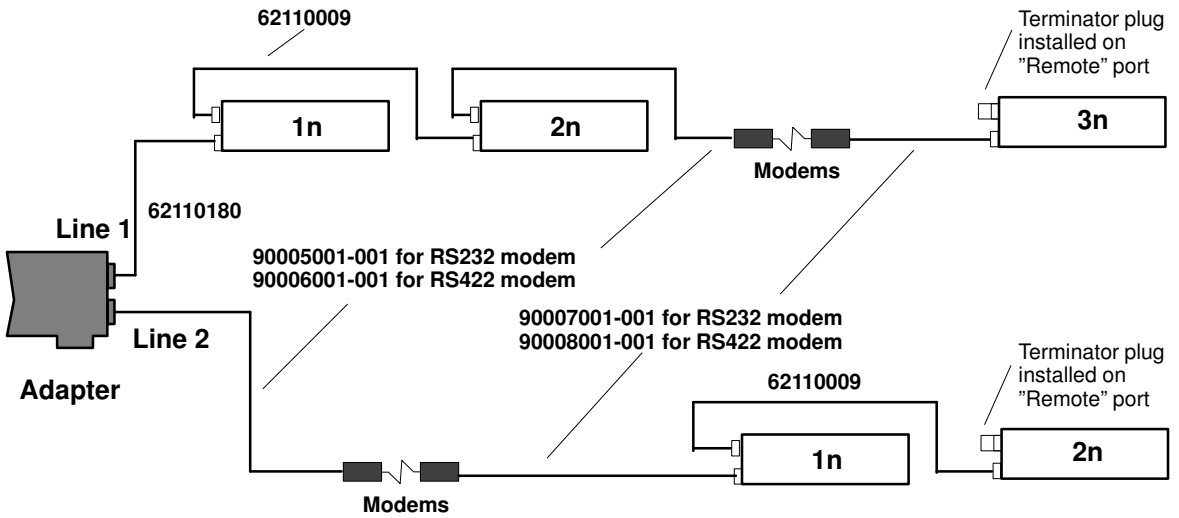 62110009
Terminator plug
installed on
”Remote” port
1n
2n
3n
Modems
62110180
Line 1
90005001-001 for RS232 modem
90006001-001 for RS422 modem
90007001-001 for RS232 modem
90008001-001 for RS422 modem
Line 2
Adapter
Terminator plug
installed on
”Remote” port
62110009
1n
2n
Modems